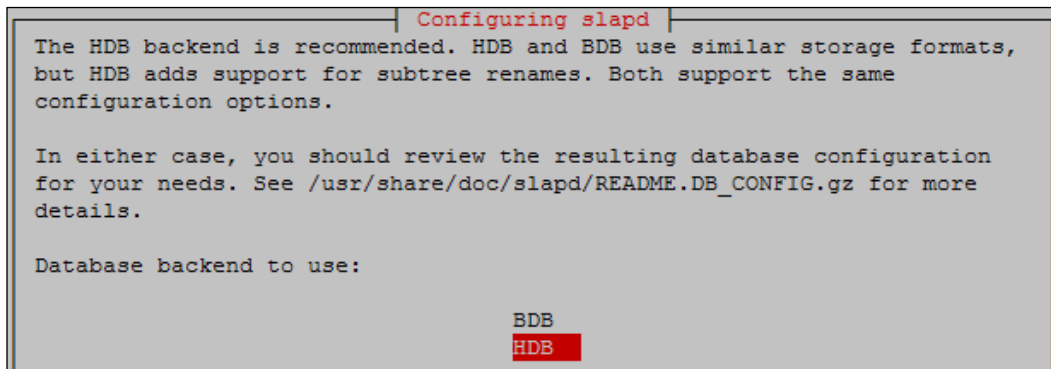 Configuring slapd
The HDB backend is recommended. HDB and BDB use similar storage formats,
but HDB adds support for subtree renames. Both support the same
configuration options.
In either case, you should review the resulting database configuration
for your needs. See /usr/share/doc/slapd/README.DB_CONFIG.gz for more
details.
Database backend to use:
BDB
HDB